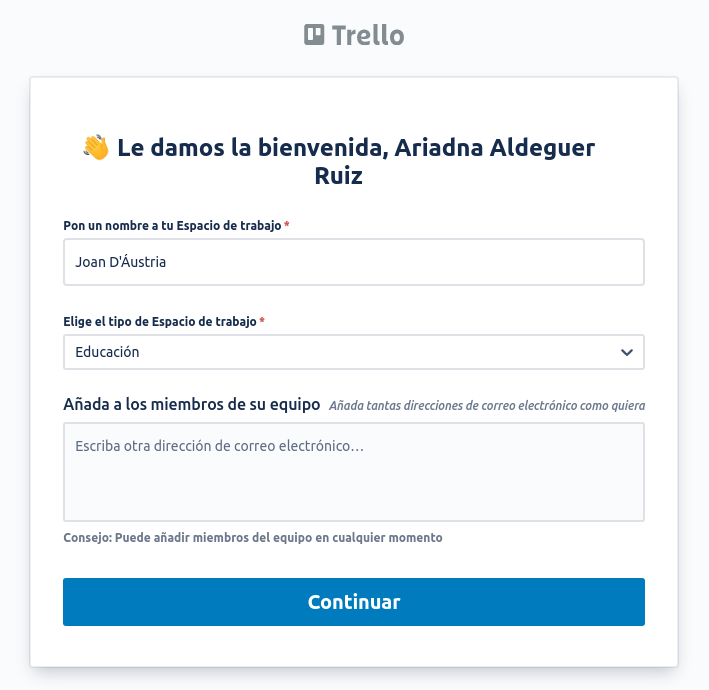 Trello
👋 Le damos la bienvenida, Ariadna Aldeguer
Ruiz
Pon un nombre a tu Espacio de trabajo *
Joan D'Áustria
Elige el tipo de Espacio de trabajo *
Educación
Añada a los miembros de su equipo Añada tantas direcciones de correo electrónico como quiera
Escriba otra dirección de correo electrónico…
Consejo: Puede añadir miembros del equipo en cualquier momento
Continuar